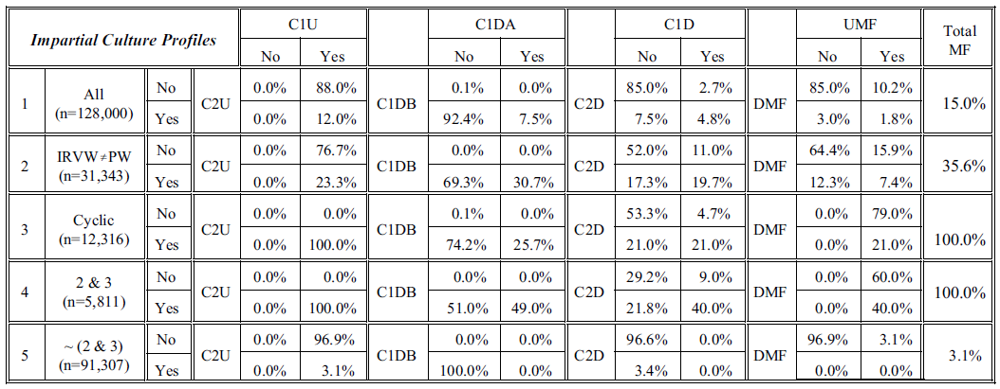 Impartial Culture Profiles C1U C1DA C1D UMF Total MF
No Yes No Yes No Yes No Yes
1 All (n=128,000) No C2U 0.0% 88.0% C1DB 0.1% 0.0% C2D 85.0% 2.7% DMF 85.0% 10.2% 15.0%
Yes 0.0% 12.0% 92.4% 7.5% 7.5% 4.8% 3.0% 1.8%
2 IRVW≠PW (n=31,343) No C2U 0.0% 76.7% C1DB 0.0% 0.0% C2D 52.0% 11.0% DMF 64.4% 15.9% 35.6%
Yes 0.0% 23.3% 69.3% 30.7% 17.3% 19.7% 12.3% 7.4%
3 Cyclic (n=12,316) No C2U 0.0% 0.0% C1DB 0.1% 0.0% C2D 53.3% 4.7% DMF 0.0% 79.0% 100.0%
Yes 0.0% 100.0% 74.2% 25.7% 21.0% 21.0% 0.0% 21.0%
4 2 & 3 (n=5,811) No C2U 0.0% 0.0% C1DB 0.0% 0.0% C2D 29.2% 9.0% DMF 0.0% 60.0% 100.0%
Yes 0.0% 100.0% 51.0% 49.0% 21.8% 40.0% 0.0% 40.0%
5 ~ (2 & 3) (n=91,307) No C2U 0.0% 96.9% C1DB 0.0% 0.0% C2D 96.6% 0.0% DMF 96.9% 3.1% 3.1%
Yes 0.0% 3.1% 100.0% 0.0% 3.4% 0.0% 0.0% 0.0%